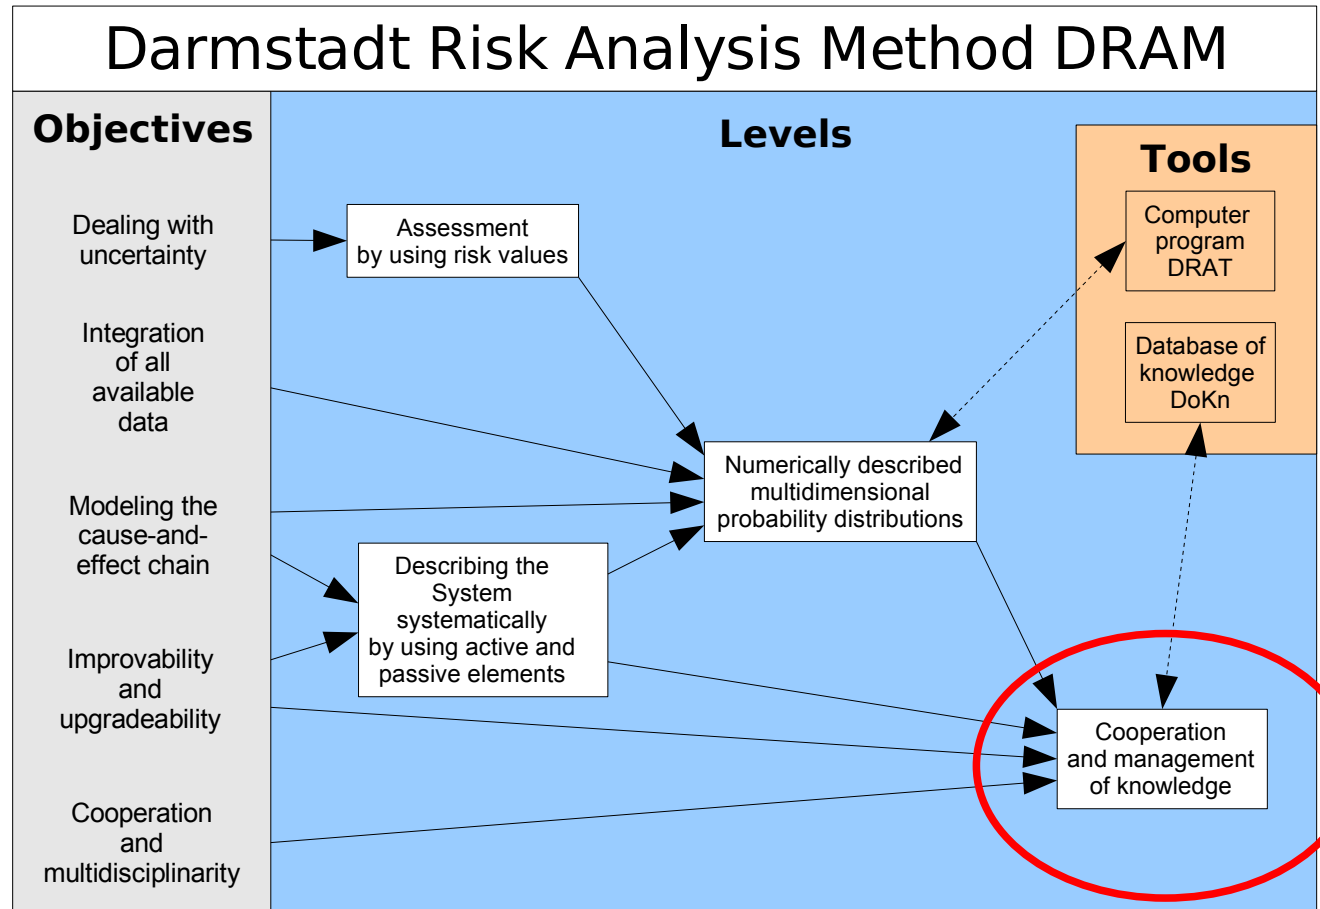 Darmstadt Risk Analysis Method DRAM
Objectives
Dealing with
uncertainty
Integration
of all
available
data
Modeling the
cause-and-
effect chain
Improvability
and
upgradeability
Cooperation
and
multidisciplinarity
Levels
Assessment
by using risk values
Numerically described
multidimensional
probability distributions
Describing the
System
systematically
by using active and
passive elements
Cooperation
and management
of knowledge
Tools
Computer
program
DRAT
Database of
knowledge
DoKn